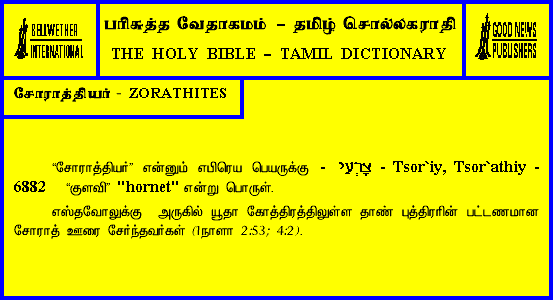 BELLWETHER
INTERNATIONAL
பரிசுத்த வேதாகமம் – தமிழ் சொல்லகராதி
THE HOLY BIBLE – TAMIL DICTIONARY
GOOD NEWS
PUBLISHERS
சோராத்தியர் - ZORATHITES
“சோராத்தியர்” என்னும் எபிரெய பெயருக்கு - צָרְעִי - Tsor`iy, Tsor`athiy -
6882 “குளவி” "hornet" என்று பொருள்.
எஸ்தவோலுக்கு அருகில் யூதா கோத்திரத்திலுள்ள தாண் புத்திரரின் பட்டணமான
சோராத் ஊரை சேர்ந்தவர்கள் (1நாளா 2:53; 4:2).